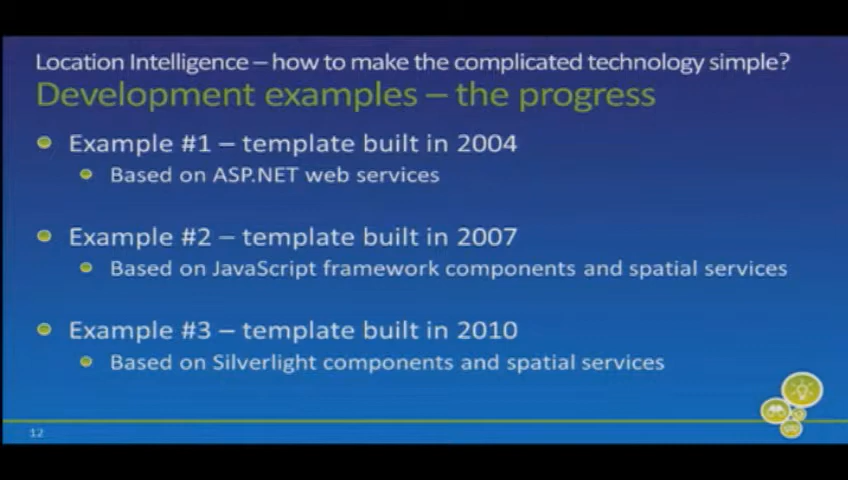 Location Intelligence – how to make the complicated technology simple?
Development examples – the progress
Example #1 – template built in 2004
Based on ASP.NET web services
Example #2 – template built in 2007
Based on JavaScript framework components and spatial services
Example #3 – template built in 2010
Based on Silverlight components and spatial services
12